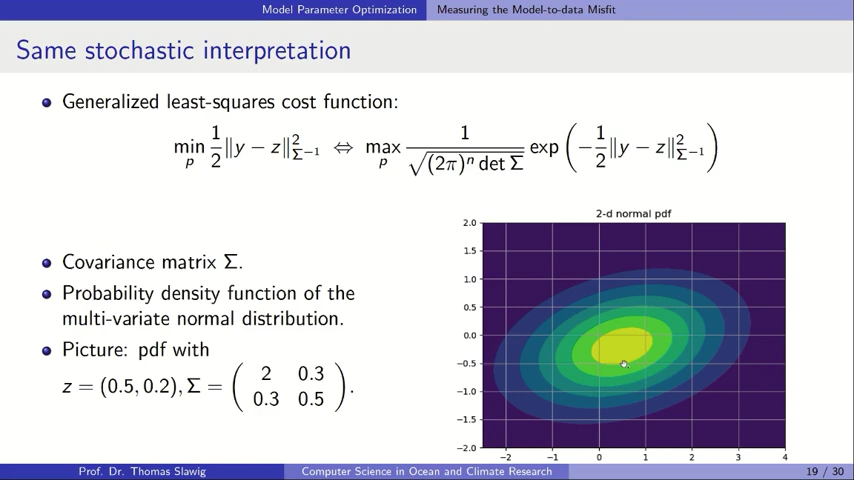 Model Parameter Optimization Measuring the Model-to-data Misfit
Same stochastic interpretation
Generalized least-squares cost function:
min_p 1/2 ‖y − z‖²_{Σ⁻¹} ⇔ max_p 1/√((2π)ⁿ det Σ) exp(−1/2 ‖y − z‖²_{Σ⁻¹})
Covariance matrix Σ.
Probability density function of the
multi-variate normal distribution.
Picture: pdf with
z = (0.5, 0.2), Σ = ( 2 0.3
0.3 0.5 ).
2-d normal pdf
2.0
1.5
1.0
0.5
0.0
−0.5
−1.0
−1.5
−2.0
−2 −1 0 1 2 3 4
Prof. Dr. Thomas Slawig Computer Science in Ocean and Climate Research 19 / 30